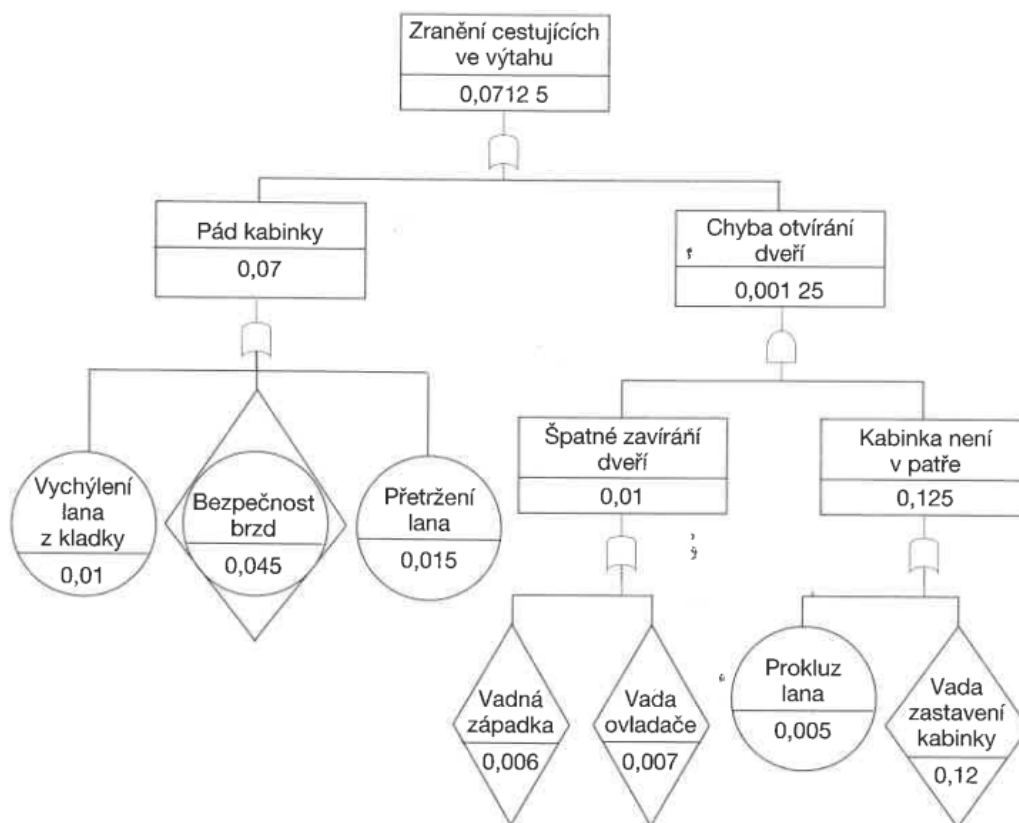 Zranění cestujících
ve výtahu
0,0712 5
Pád kabinky
0,07
Chyba otvírání
dveří
0,001 25
Vychýlení
lana
z kladky
0,01
Bezpečnost
brzd
0,045
Přetržení
lana
0,015
Špatné zavíráňí
dveří
0,01
Kabinka není
v patře
0,125
Vadná
západka
0,006
Vada
ovladače
0,007
Prokluz
lana
0,005
Vada
zastavení
kabinky
0,12